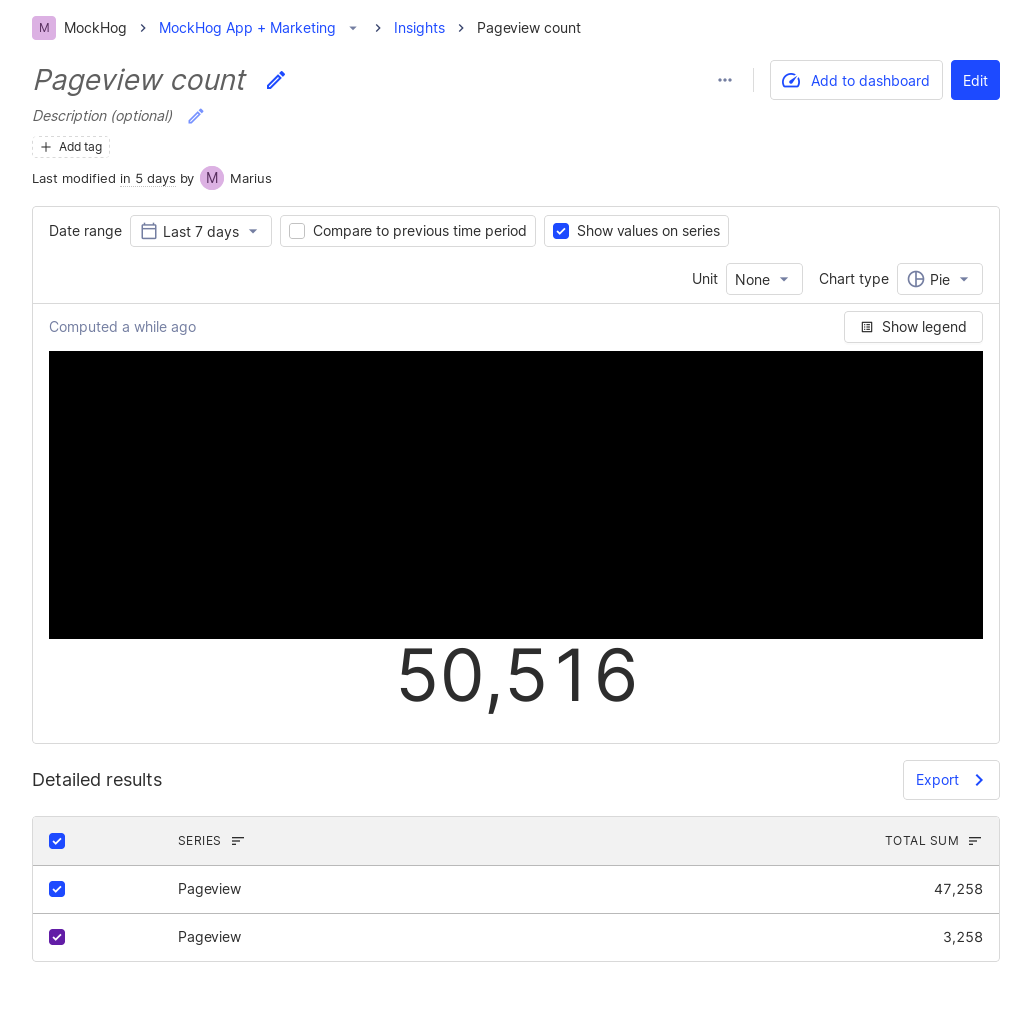 M MockHog MockHog App + Marketing Insights Pageview count
Pageview count
Add to dashboard Edit
Description (optional)
Add tag
Last modified in 5 days by M Marius
Date range Last 7 days Compare to previous time period Show values on series
Unit None Chart type Pie
Computed a while ago Show legend
50,516
Detailed results Export
SERIES TOTAL SUM
Pageview 47,258
Pageview 3,258